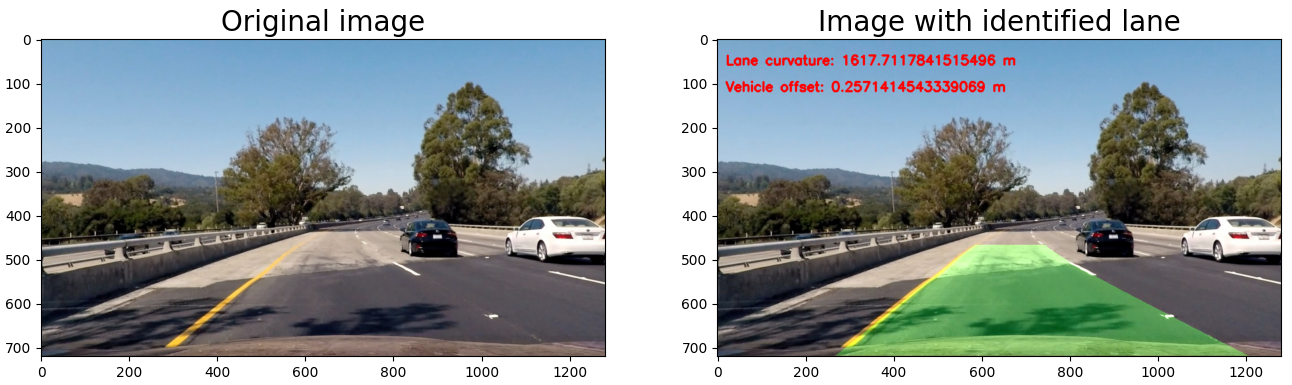 Original image
Image with identified lane
0
100
200
300
400
500
600
700
0 200 400 600 800 1000 1200
0
100
200
300
400
500
600
700
0 200 400 600 800 1000 1200
Lane curvature: 1617.7117841515496 m
Vehicle offset: 0.2571414543339069 m